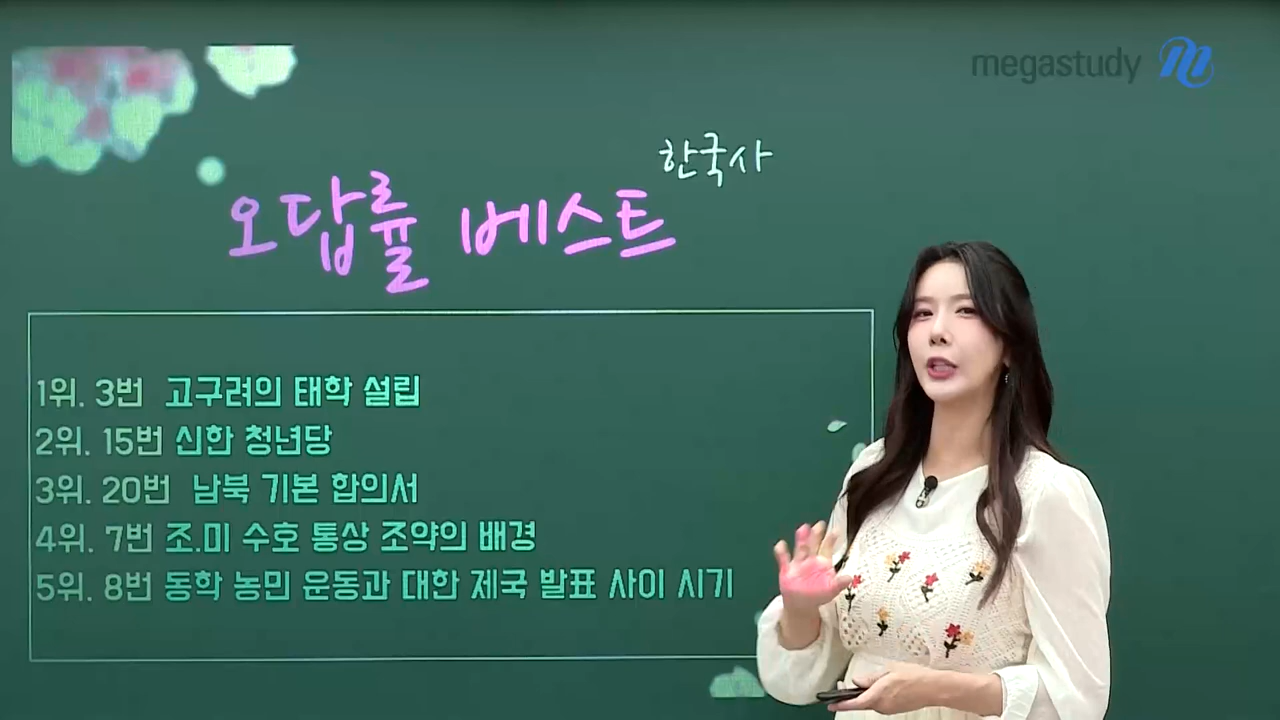 megastudy
한국사
오답률 베스트
1위. 3번 고구려의 태학 설립
2위. 15번 신한 청년당
3위. 20번 남북 기본 합의서
4위. 7번 조.미 수호 통상 조약의 배경
5위. 8번 동학 농민 운동과 대한 제국 발표 사이 시기